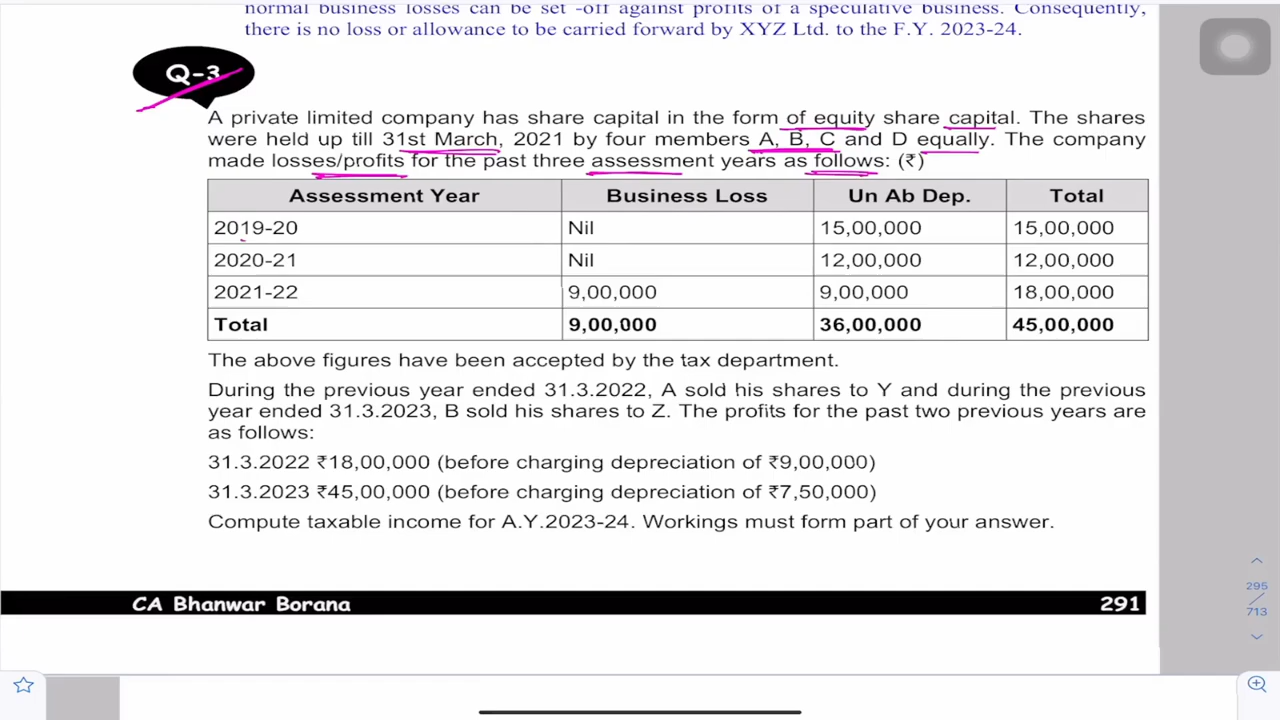 normal business losses can be set -off against profits of a speculative business. Consequently,
there is no loss or allowance to be carried forward by XYZ Ltd. to the F.Y. 2023-24.
Q-3
A private limited company has share capital in the form of equity share capital. The shares
were held up till 31st March, 2021 by four members A, B, C and D equally. The company
made losses/profits for the past three assessment years as follows: (₹)
Assessment Year Business Loss Un Ab Dep. Total
2019-20 Nil 15,00,000 15,00,000
2020-21 Nil 12,00,000 12,00,000
2021-22 9,00,000 9,00,000 18,00,000
Total 9,00,000 36,00,000 45,00,000
The above figures have been accepted by the tax department.
During the previous year ended 31.3.2022, A sold his shares to Y and during the previous
year ended 31.3.2023, B sold his shares to Z. The profits for the past two previous years are
as follows:
31.3.2022 ₹18,00,000 (before charging depreciation of ₹9,00,000)
31.3.2023 ₹45,00,000 (before charging depreciation of ₹7,50,000)
Compute taxable income for A.Y.2023-24. Workings must form part of your answer.
CA Bhanwar Borana 291
295
713